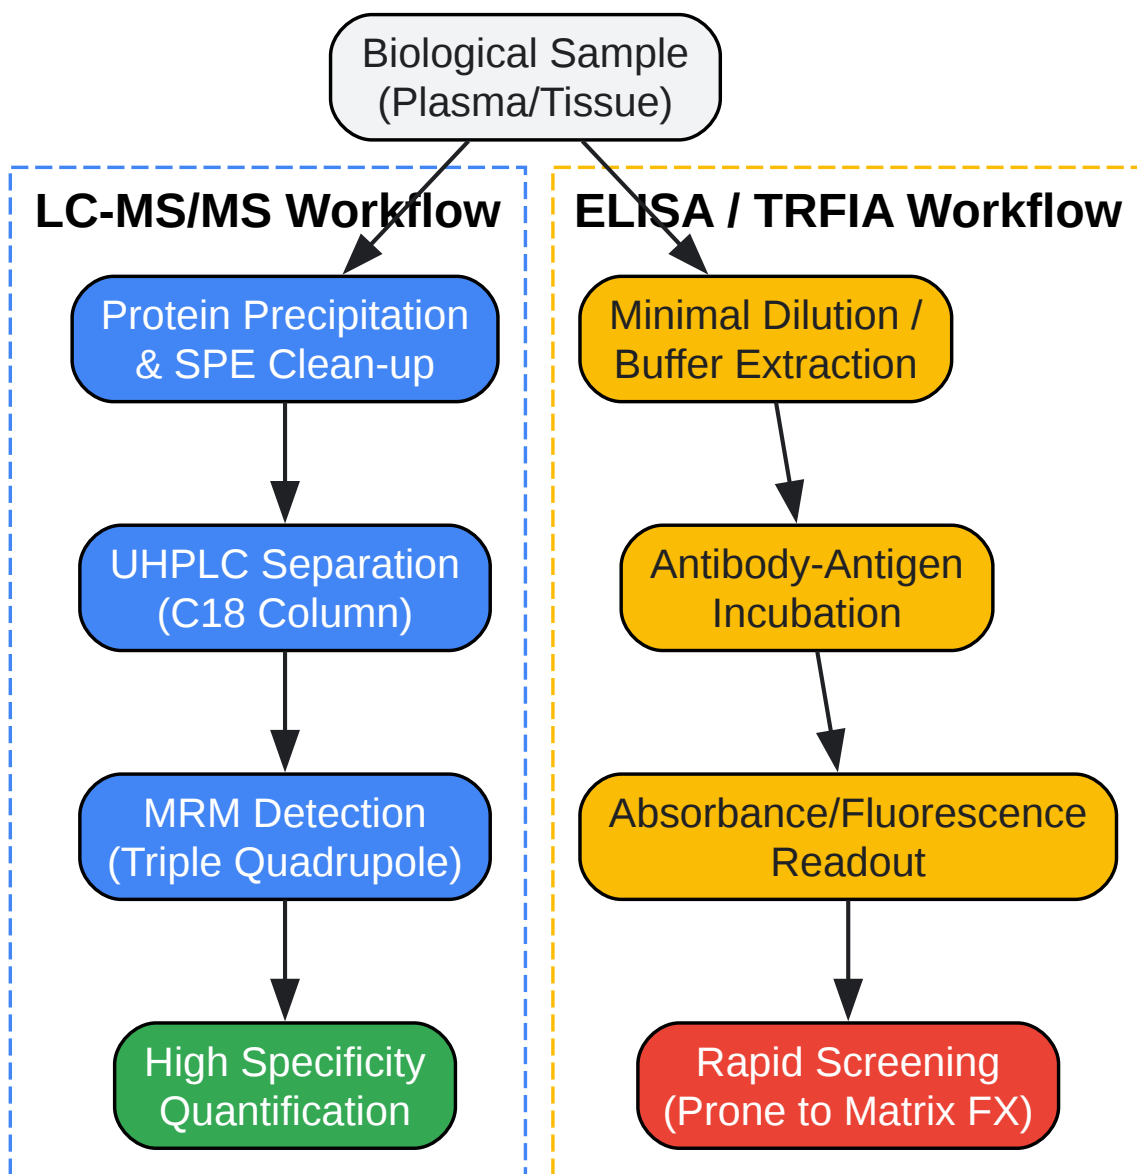 Biological Sample
(Plasma/Tissue)
LC-MS/MS Workflow
Protein Precipitation
& SPE Clean-up
UHPLC Separation
(C18 Column)
MRM Detection
(Triple Quadrupole)
High Specificity
Quantification
ELISA / TRFIA Workflow
Minimal Dilution /
Buffer Extraction
Antibody-Antigen
Incubation
Absorbance/Fluorescence
Readout
Rapid Screening
(Prone to Matrix FX)